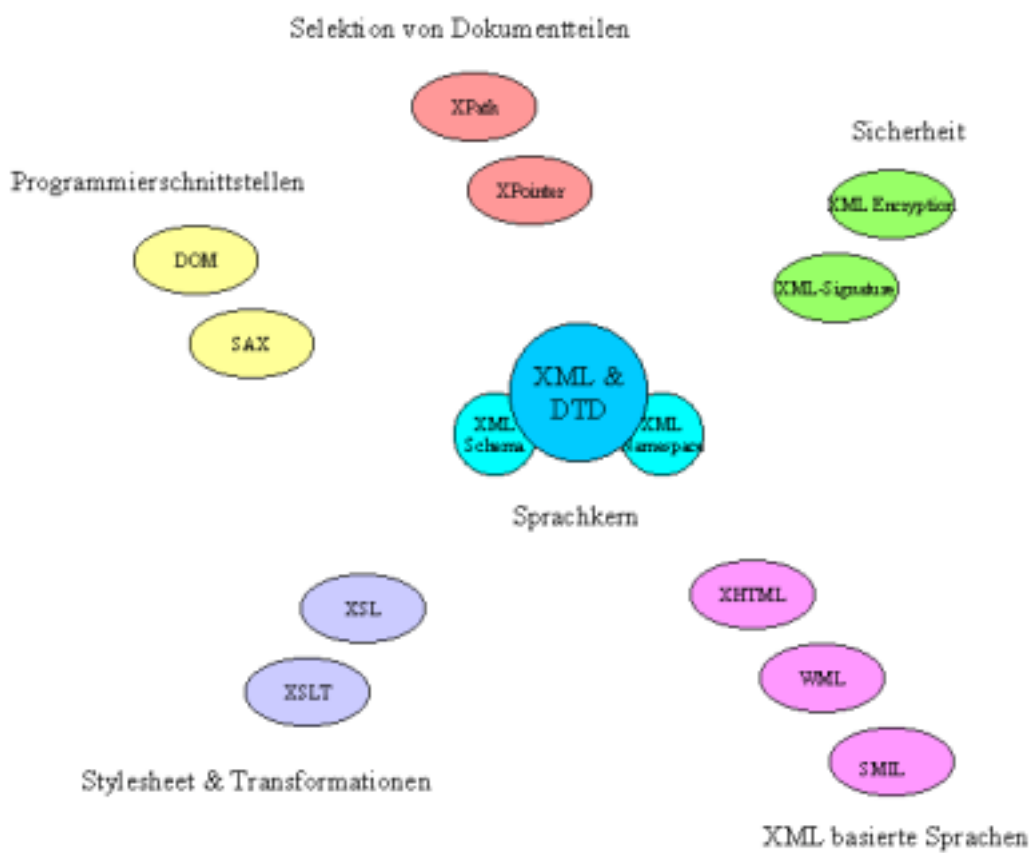 Selektion von Dokumentteilen
XPath
XPointer
Sicherheit
XML Encryption
XML-Signature
Programmierschnittstellen
DOM
SAX
XML &
DTD
XML
Schema
XML
Namespace
Sprachkern
XSL
XSLT
Stylesheet & Transformationen
XHTML
WML
SMIL
XML basierte Sprachen